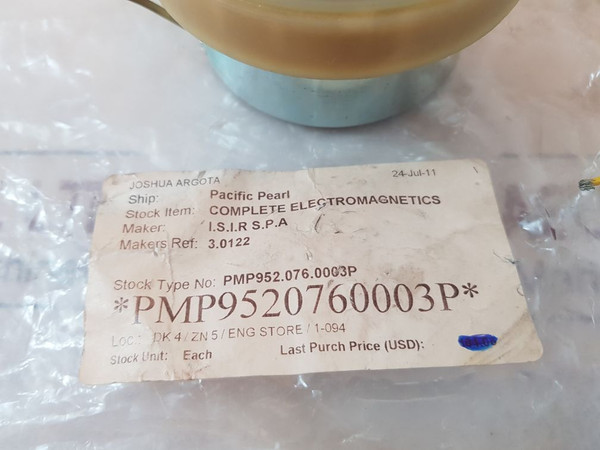 JOSHUA ARGOTA 24-Jul-11
Ship: Pacific Pearl
Stock Item: COMPLETE ELECTROMAGNETICS
Maker: I.S.I.R S.P.A
Makers Ref: 3.0122
Stock Type No: PMP952.076.0003P
*PMP9520760003P*
Loc: DK 4 / ZN 5 / ENG STORE / 1-094
Stock Unit: Each Last Purch Price (USD):